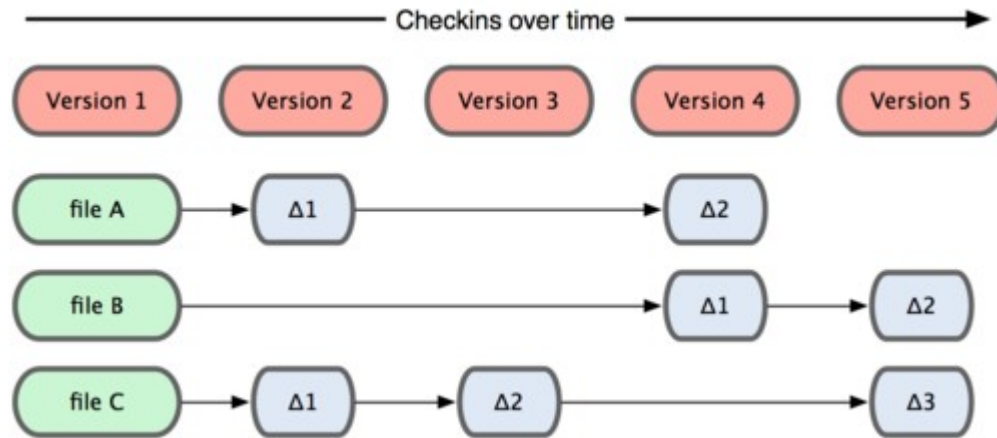 Checkins over time
Version 1 Version 2 Version 3 Version 4 Version 5
file A Δ1 Δ2
file B Δ1 Δ2
file C Δ1 Δ2 Δ3